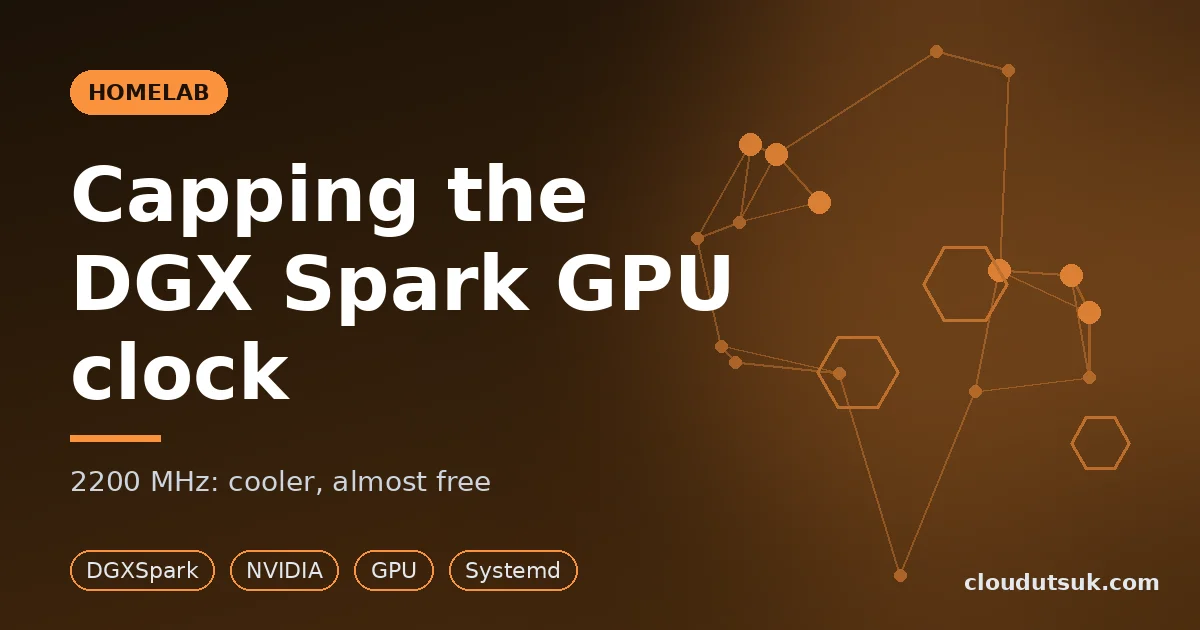 HOMELAB
Capping the
DGX Spark GPU
clock
2200 MHz: cooler, almost free
DGXSpark NVIDIA GPU Systemd
cloudutsuk.com